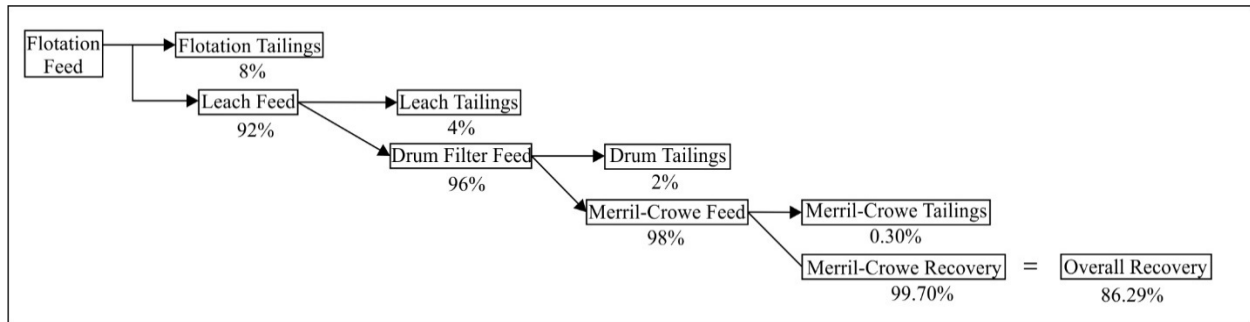 Flotation
Feed
Flotation Tailings
8%
Leach Feed
92%
Leach Tailings
4%
Drum Filter Feed
96%
Drum Tailings
2%
Merril-Crowe Feed
98%
Merril-Crowe Tailings
0.30%
Merril-Crowe Recovery = Overall Recovery
99.70% 86.29%